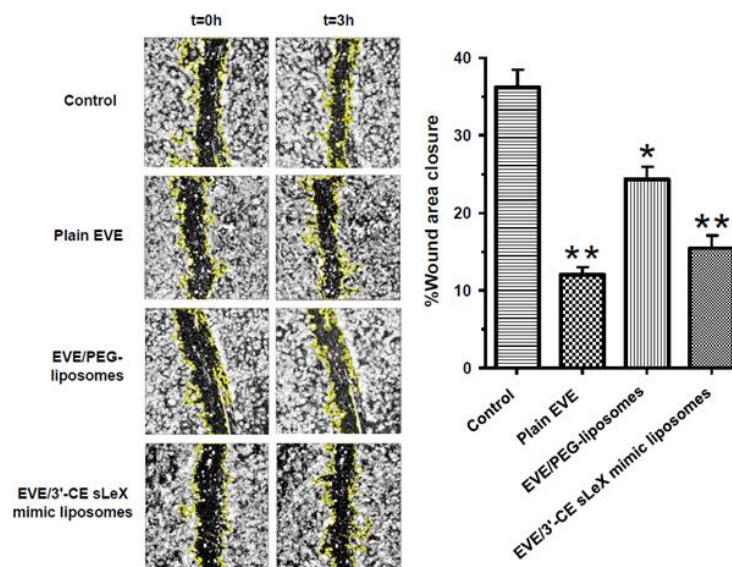 t=0h
t=3h
Control
Plain EVE
EVE/PEG-
liposomes
EVE/3'-CE sLeX
mimic liposomes
%Wound area closure
40
30
20
10
0
*
**
**
Control
Plain EVE
EVE/PEG-liposomes
EVE/3'-CE sLeX mimic liposomes